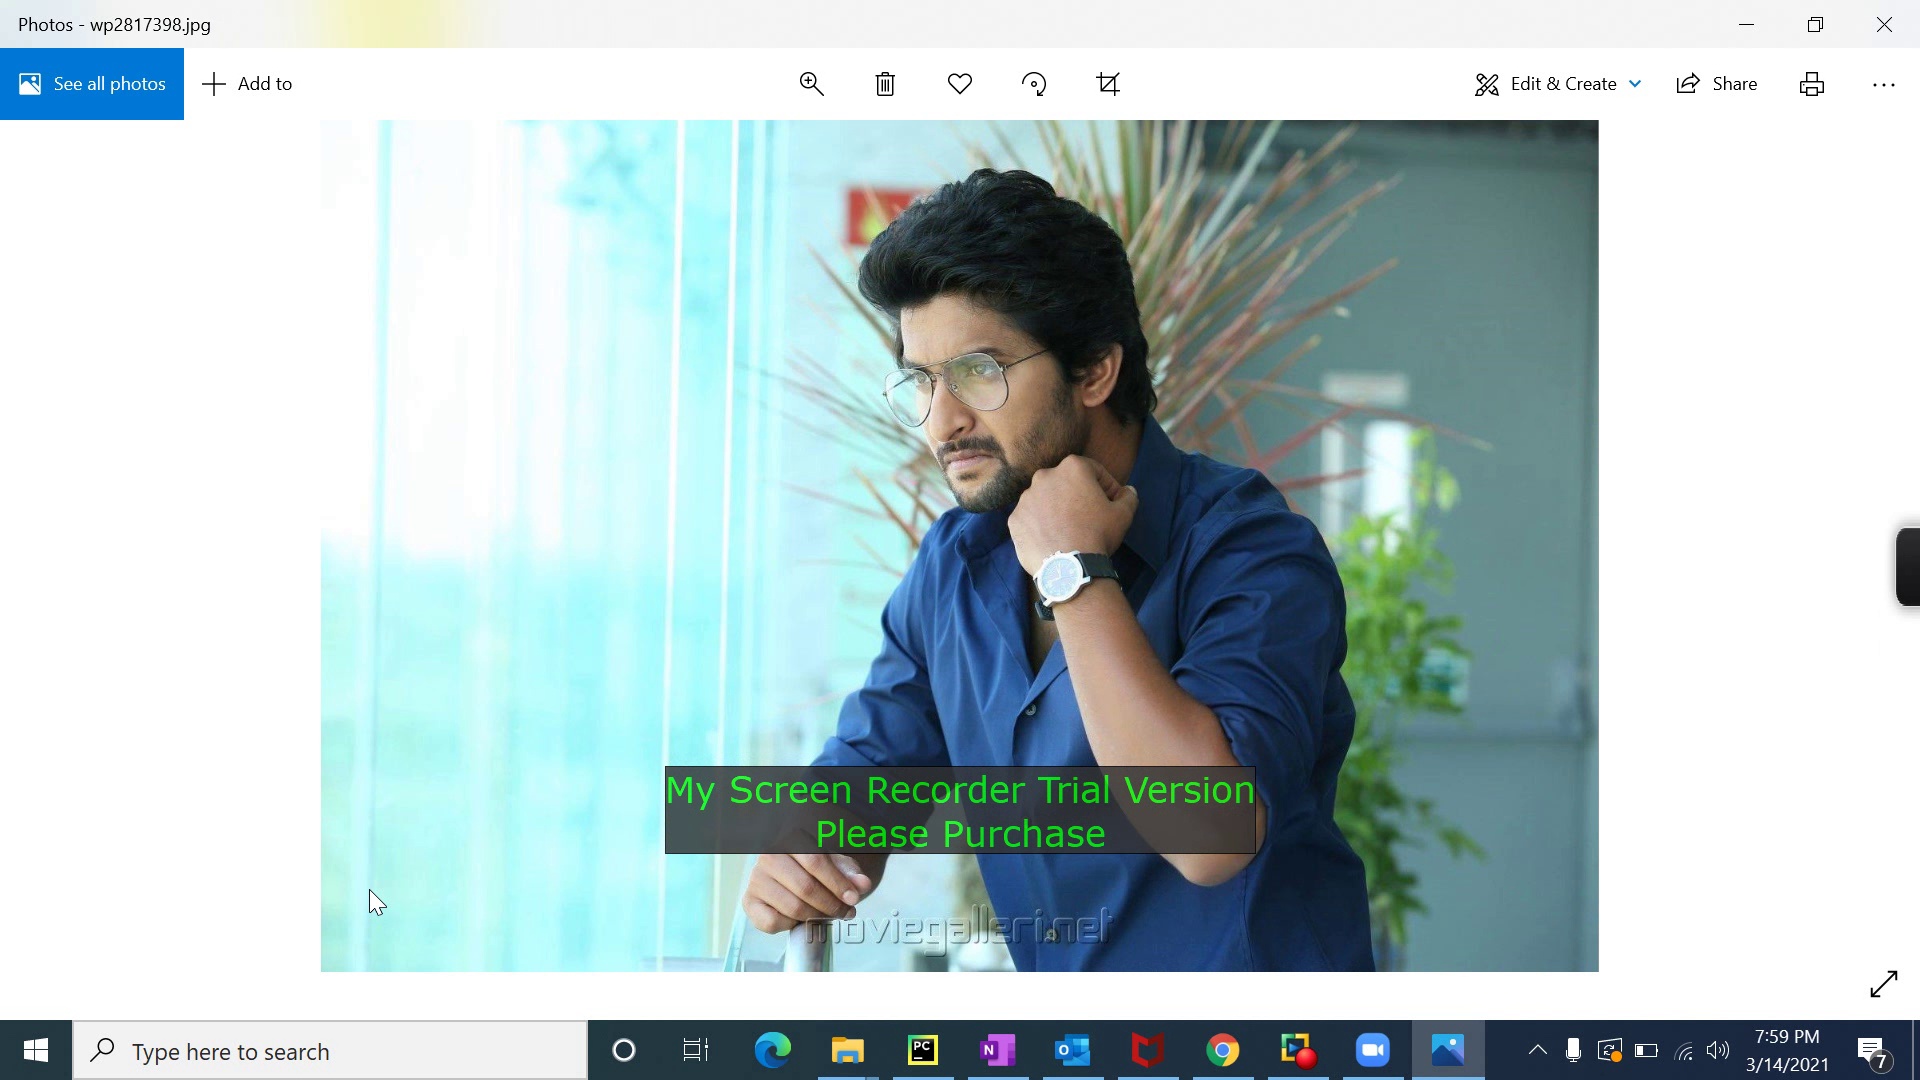 Photos - wp2817398.jpg
See all photos
Add to
Edit & Create
Share
My Screen Recorder Trial Version
Please Purchase
moviegalleri.net
Type here to search
PC
N
O
7:59 PM
3/14/2021
7